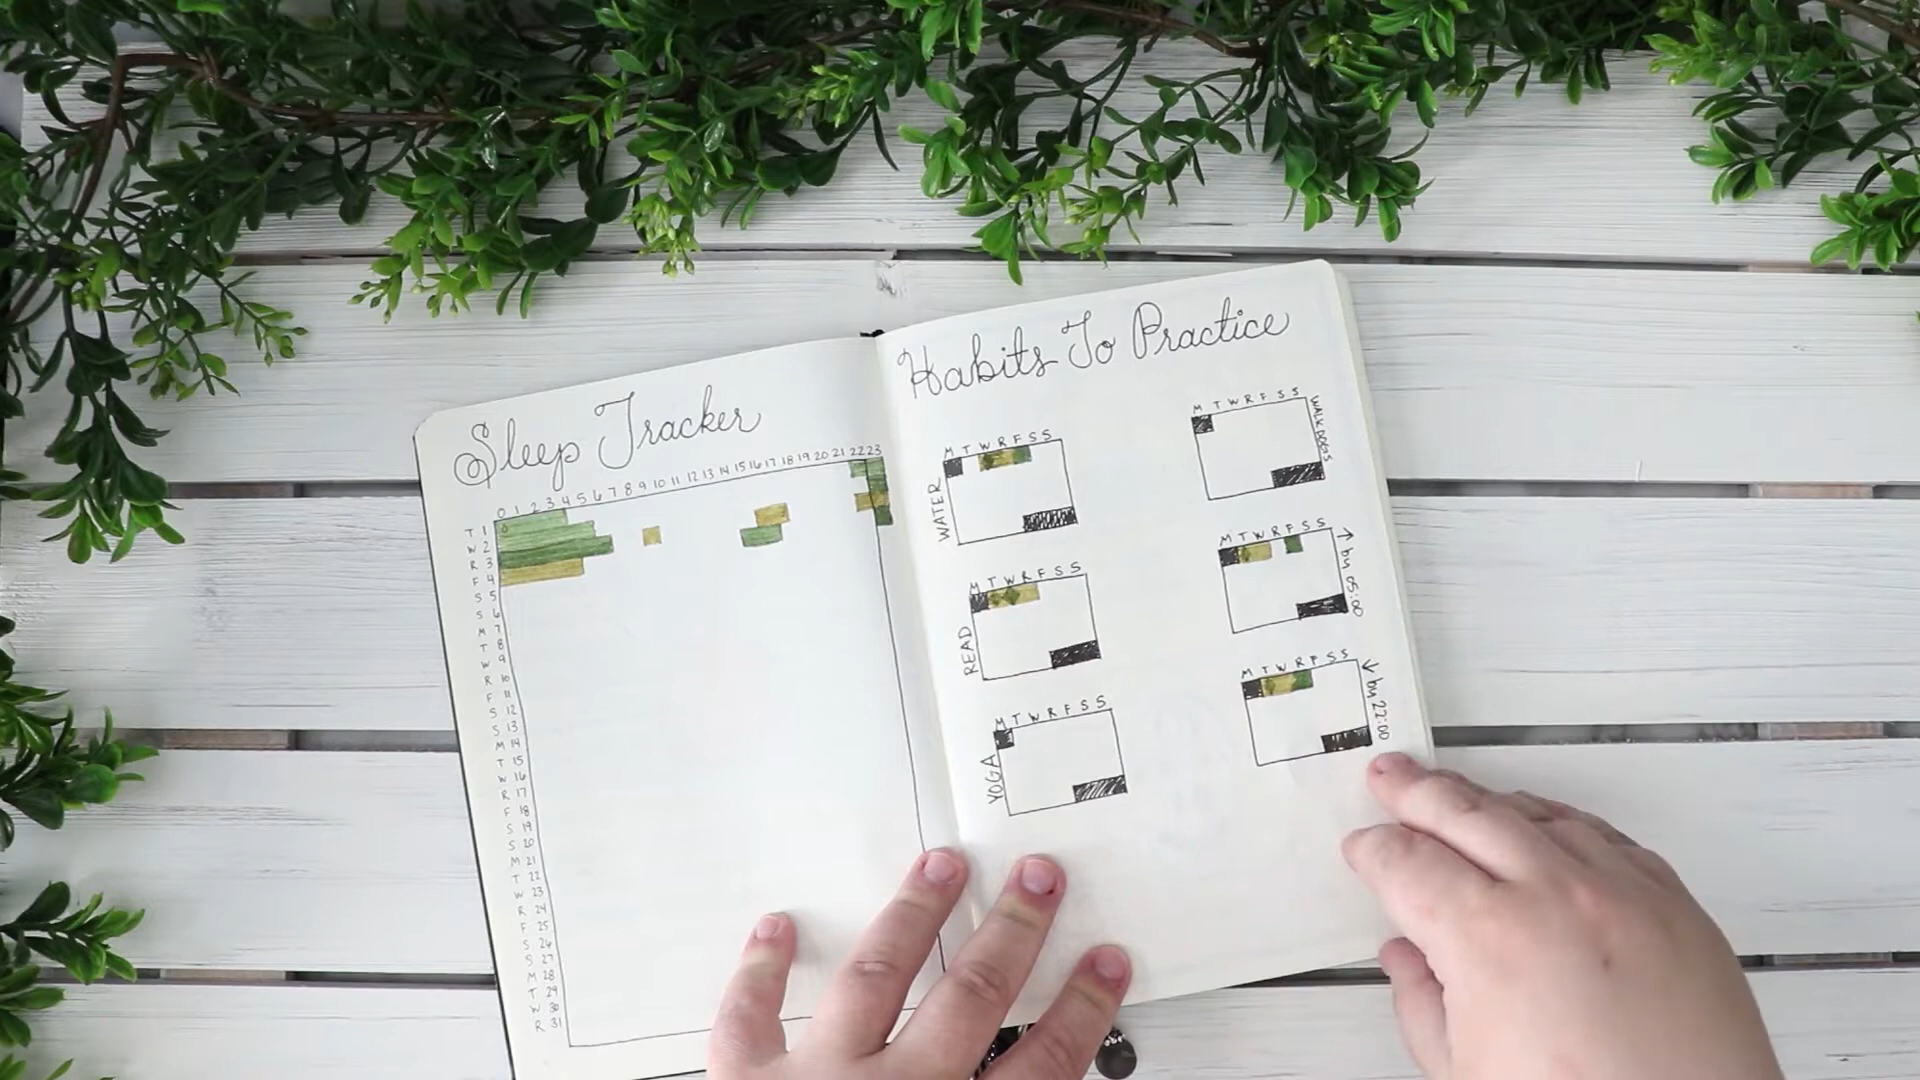 Sleep Tracker
0 1 2 3 4 5 6 7 8 9 10 11 12 13 14 15 16 17 18 19 20 21 22 23
T 1
W 2
R 3
F 4
S 5
S 6
M 7
T 8
W 9
R 10
F 11
S 12
S 13
M 14
T 15
W 16
R 17
F 18
S 19
S 20
M 21
T 22
W 23
R 24
F 25
S 26
S 27
M 28
T 29
W 30
R 31
Habits To Practice
M T W R F S S
WATER
M T W R F S S
READ
M T W R F S S
YOGA
M T W R F S S
WALK DOGS
M T W R F S S
↑ by 05:00
M T W R F S S
↓ by 22:00